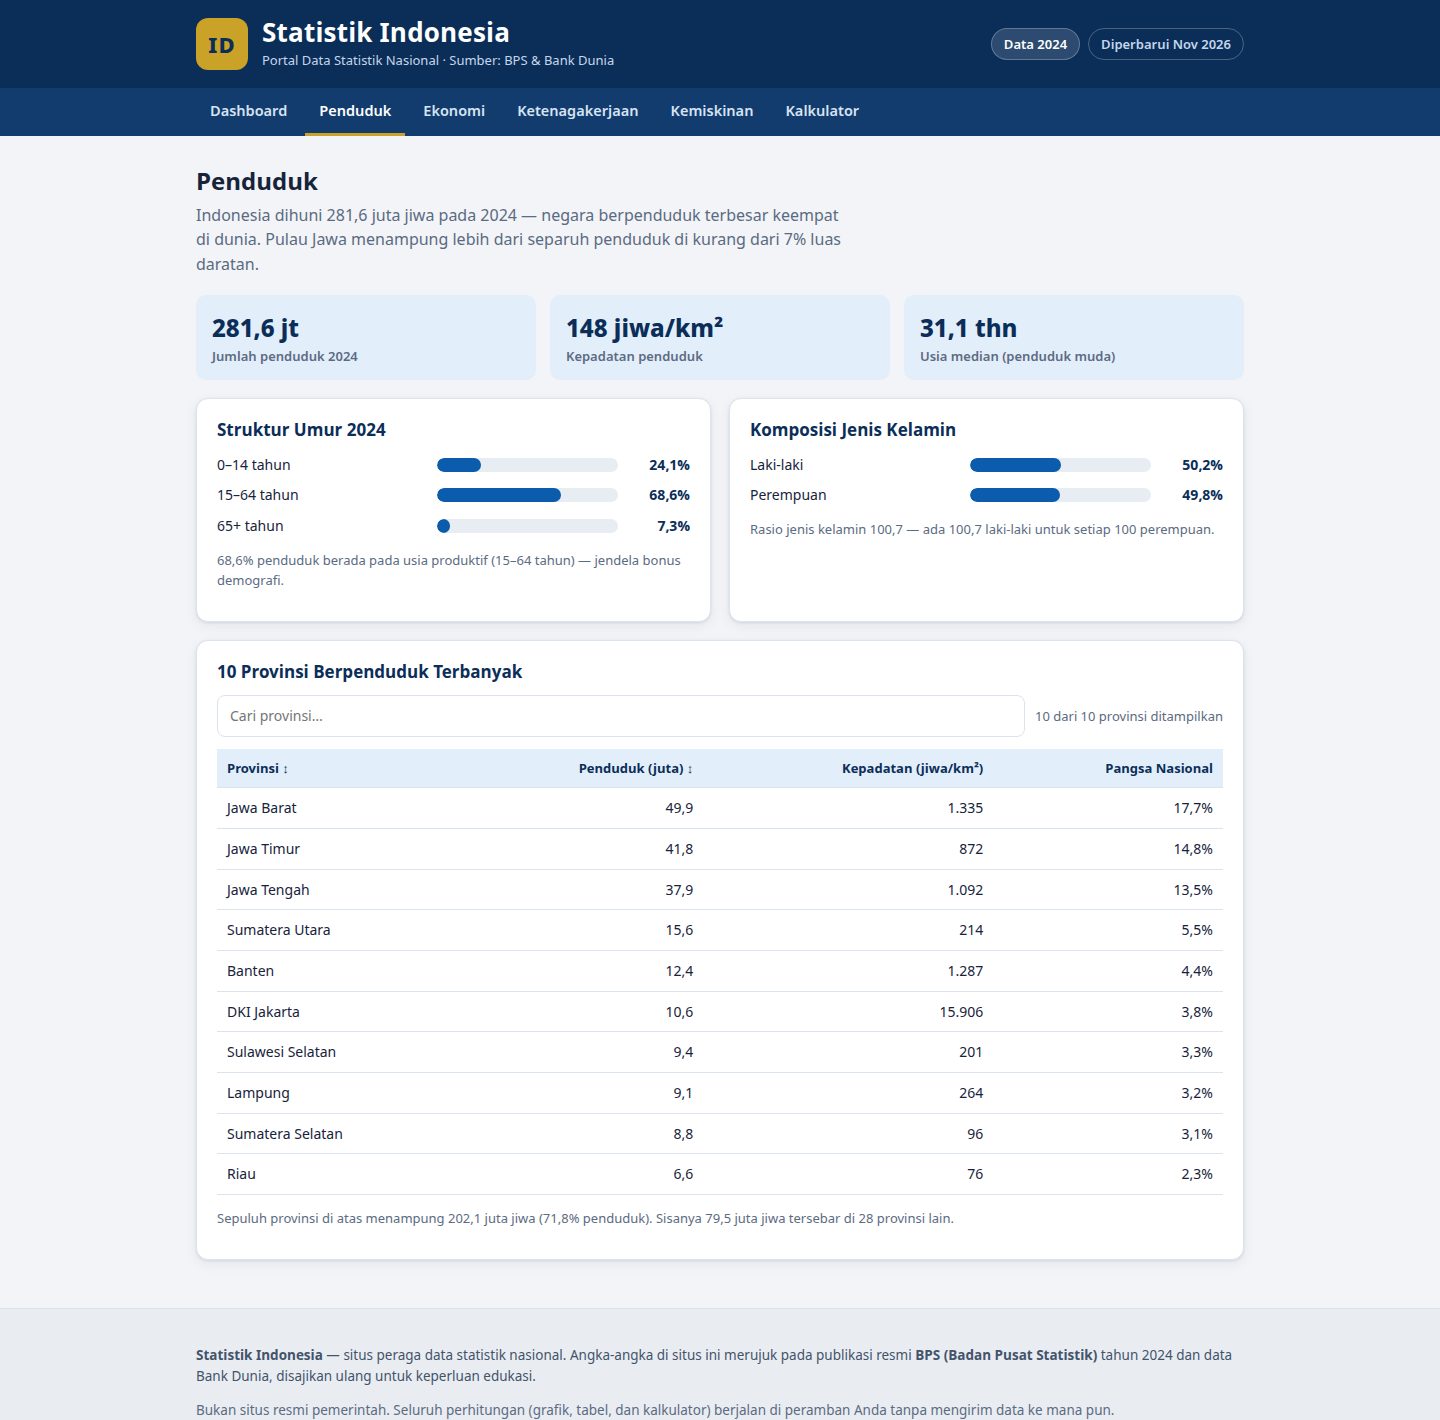 ID
Statistik Indonesia
Portal Data Statistik Nasional · Sumber: BPS & Bank Dunia
Data 2024
Diperbarui Nov 2026
Dashboard Penduduk Ekonomi Ketenagakerjaan Kemiskinan Kalkulator
Penduduk
Indonesia dihuni 281,6 juta jiwa pada 2024 — negara berpenduduk terbesar keempat
di dunia. Pulau Jawa menampung lebih dari separuh penduduk di kurang dari 7% luas
daratan.
281,6 jt
Jumlah penduduk 2024
148 jiwa/km²
Kepadatan penduduk
31,1 thn
Usia median (penduduk muda)
Struktur Umur 2024
0–14 tahun 24,1%
15–64 tahun 68,6%
65+ tahun 7,3%
68,6% penduduk berada pada usia produktif (15–64 tahun) — jendela bonus
demografi.
Komposisi Jenis Kelamin
Laki-laki 50,2%
Perempuan 49,8%
Rasio jenis kelamin 100,7 — ada 100,7 laki-laki untuk setiap 100 perempuan.
10 Provinsi Berpenduduk Terbanyak
Cari provinsi...
10 dari 10 provinsi ditampilkan
Provinsi ↕ Penduduk (juta) ↕ Kepadatan (jiwa/km²) Pangsa Nasional
Jawa Barat 49,9 1.335 17,7%
Jawa Timur 41,8 872 14,8%
Jawa Tengah 37,9 1.092 13,5%
Sumatera Utara 15,6 214 5,5%
Banten 12,4 1.287 4,4%
DKI Jakarta 10,6 15.906 3,8%
Sulawesi Selatan 9,4 201 3,3%
Lampung 9,1 264 3,2%
Sumatera Selatan 8,8 96 3,1%
Riau 6,6 76 2,3%
Sepuluh provinsi di atas menampung 202,1 juta jiwa (71,8% penduduk). Sisanya 79,5 juta jiwa tersebar di 28 provinsi lain.
Statistik Indonesia — situs peraga data statistik nasional. Angka-angka di situs ini merujuk pada publikasi resmi BPS (Badan Pusat Statistik) tahun 2024 dan data
Bank Dunia, disajikan ulang untuk keperluan edukasi.
Bukan situs resmi pemerintah. Seluruh perhitungan (grafik, tabel, dan kalkulator) berjalan di peramban Anda tanpa mengirim data ke mana pun.